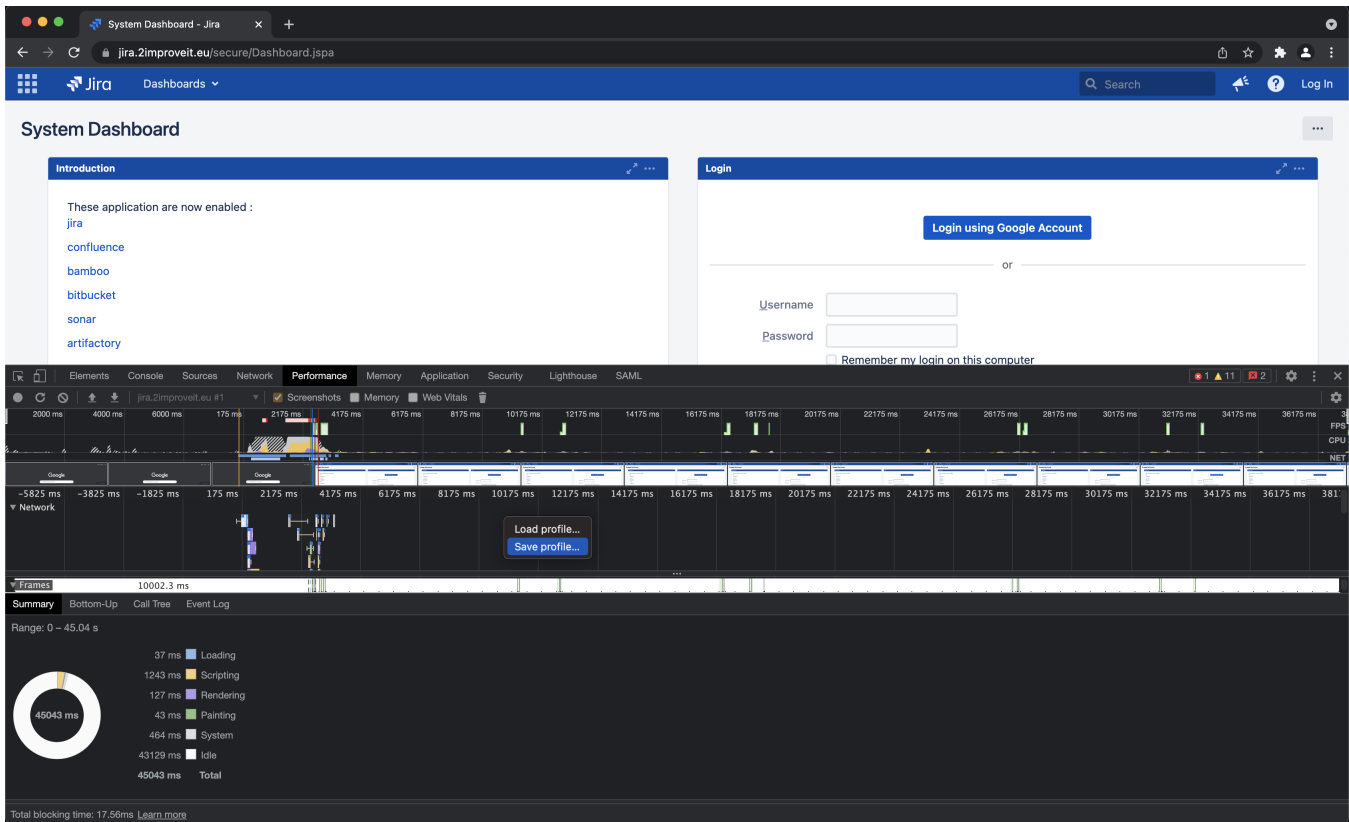 System Dashboard - Jira
jira.2improveit.eu/secure/Dashboard.jspa
Jira Dashboards Search ? Log In
System Dashboard
Introduction
These application are now enabled :
jira
confluence
bamboo
bitbucket
sonar
artifactory
Login
Login using Google Account
or
Username
Password
Remember my login on this computer
Elements Console Sources Network Performance Memory Application Security Lighthouse SAML 1 11 2
jira.2improveit.eu #1 Screenshots Memory Web Vitals
2000 ms 4000 ms 6000 ms 175 ms 2175 ms 4175 ms 6175 ms 8175 ms 10175 ms 12175 ms 14175 ms 16175 ms 18175 ms 20175 ms 22175 ms 24175 ms 26175 ms 28175 ms 30175 ms 32175 ms 34175 ms 36175 ms
FPS
CPU
NET
Google Google Google
-5825 ms -3825 ms -1825 ms 175 ms 2175 ms 4175 ms 6175 ms 8175 ms 10175 ms 12175 ms 14175 ms 16175 ms 18175 ms 20175 ms 22175 ms 24175 ms 26175 ms 28175 ms 30175 ms 32175 ms 34175 ms 36175 ms
Network
Load profile...
Save profile...
Frames 10002.3 ms
Summary Bottom-Up Call Tree Event Log
Range: 0 – 45.04 s
45043 ms
37 ms Loading
1243 ms Scripting
127 ms Rendering
43 ms Painting
464 ms System
43129 ms Idle
45043 ms Total
Total blocking time: 17.56ms Learn more